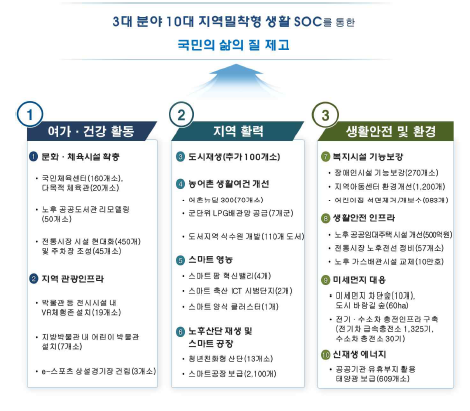 3대 분야 10대 지역밀착형 생활 SOC를 통한
국민의 삶의 질 제고
1
여가 · 건강 활동
1 문화 · 체육시설 확충
• 국민체육센터(160개소),
다목적 체육관(20개소)
• 노후 공공도서관 리모델링
(50개소)
• 전통시장 시설 현대화(450개)
및 주차장 조성(45개소)
2 지역 관광인프라
• 박물관 등 전시시설 내
VR체험존 설치(19개소)
• 지방박물관 내 어린이 박물관
설치(7개소)
• e-스포츠 상설경기장 건립(3개소)
2
지역 활력
3 도시재생(추가100개소)
4 농어촌 생활여건 개선
• 어촌뉴딜 300(70개소)
• 군단위 LPG배관망 공급(7개군)
• 도서지역 식수원 개발(110개 도서)
5 스마트 영농
• 스마트 팜 혁신밸리(4개)
• 스마트 축산 ICT 시범단지(2개)
• 스마트 양식 클러스터(1개)
6 노후산단 재생 및
스마트 공장
• 청년친화형 산단(13개소)
• 스마트공장 보급(2,100개)
3
생활안전 및 환경
7 복지시설 기능보강
• 장애인시설 기능보강(270개소)
• 지역아동센터 환경개선(1,200개)
• 어린이집
8 생활안전 인프라
• 노후 공공임대주택 시설 개선(500억원)
• 전통시장 노후전선 정비(57개소)
• 노후 가스배관시설 교체(10만호)
9 미세먼지 대응
• 미세먼지 차단숲(10개),
도시 바람길 숲(60ha)
• 전기 · 수소차 충전인프라 구축
(전기차 급속충전소 1,325기,
수소차 충전소 30기)
10 신재생 에너지
• 공공기관 유휴부지 활용
태양광 보급(609개소)